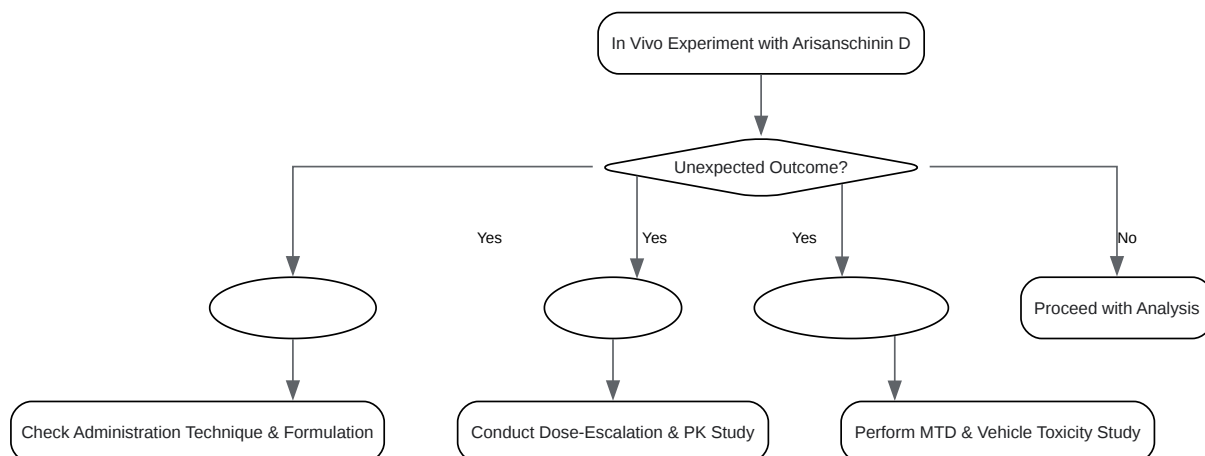 In Vivo Experiment with Arisanschinin D
Unexpected Outcome?
Yes
Yes
Yes
No
Proceed with Analysis
Check Administration Technique & Formulation
Conduct Dose-Escalation & PK Study
Perform MTD & Vehicle Toxicity Study